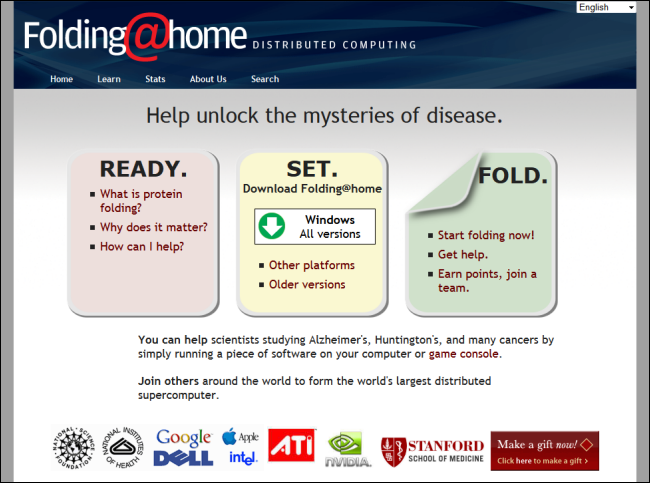 English
Folding@home DISTRIBUTED COMPUTING
Home Learn Stats About Us Search
Help unlock the mysteries of disease.
READY.
What is protein
folding?
Why does it matter?
How can I help?
SET.
Download Folding@home
Windows
All versions
Other platforms
Older versions
FOLD.
Start folding now!
Get help.
Earn points, join a
team.
You can help scientists studying Alzheimer's, Huntington's, and many cancers by
simply running a piece of software on your computer or game console.
Join others around the world to form the world's largest distributed
supercomputer.
NATIONAL SCIENCE FOUNDATION
NATIONAL INSTITUTES OF HEALTH
Google
DELL
Apple
intel
ATI
NVIDIA
STANFORD
SCHOOL OF MEDICINE
Make a gift now!
Click here to make a gift >